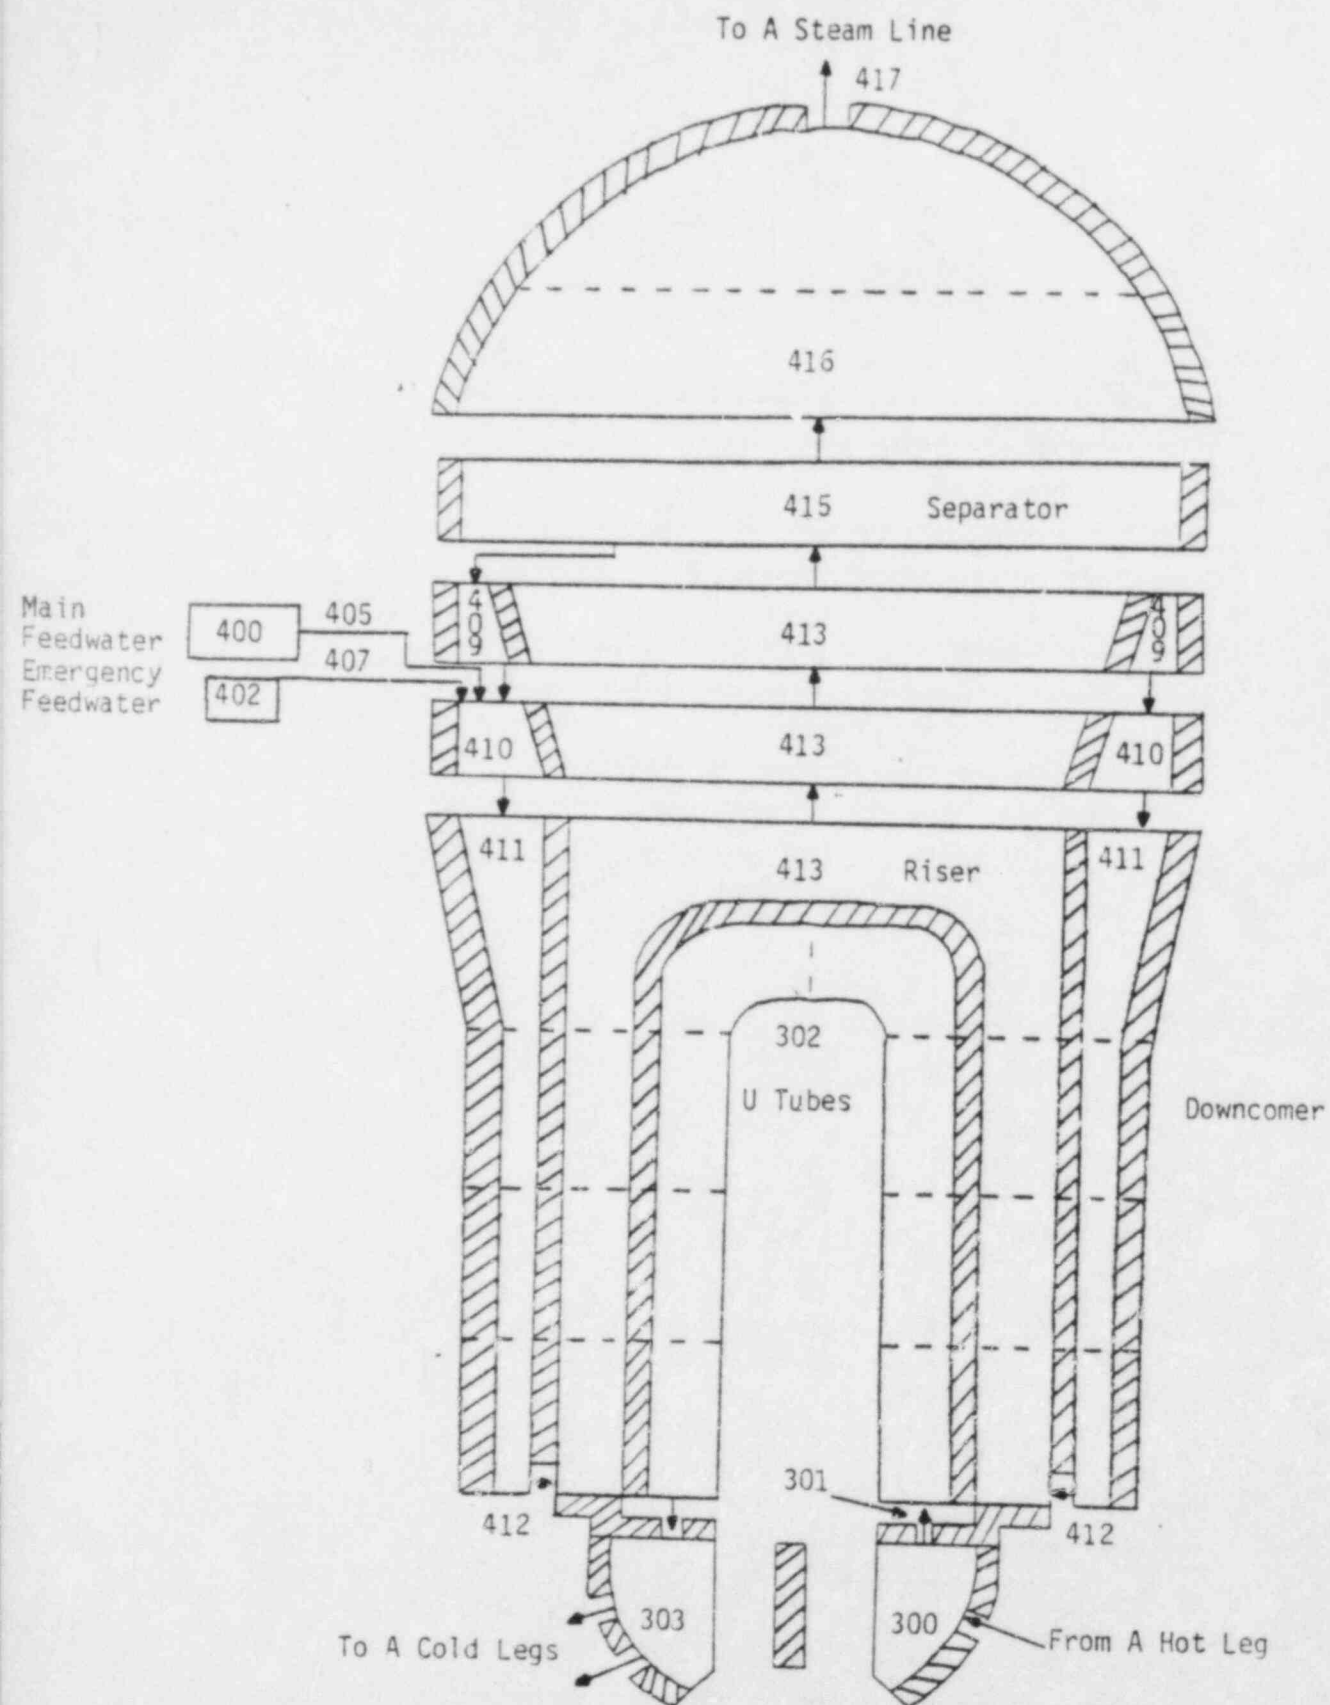 To A Steam Line
417
416
415 Separator
Main
Feedwater
400
405
409
413
409
Emergency
Feedwater
407
402
410
413
410
411
413 Riser
411
302
U Tubes
Downcomer
301
412
412
303
300
To A Cold Legs
From A Hot Leg